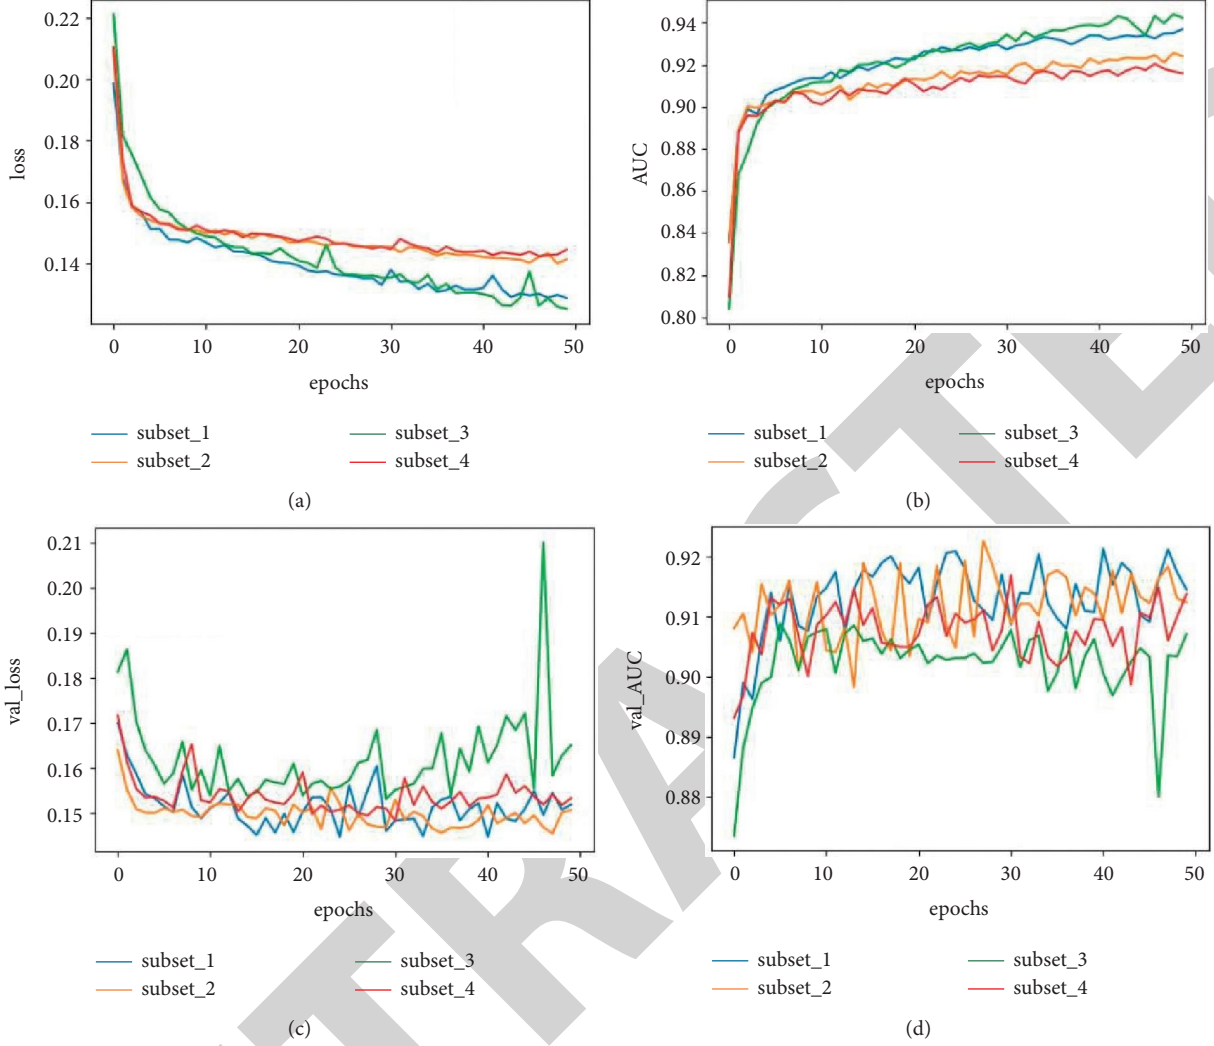 0.22
0.20
0.18
0.16
0.14
loss
0 10 20 30 40 50
epochs
subset_1 subset_3
subset_2 subset_4
(a)
0.94
0.92
0.90
0.88
0.86
0.84
0.82
0.80
AUC
0 10 20 30 40 50
epochs
subset_1 subset_3
subset_2 subset_4
(b)
0.21
0.20
0.19
0.18
0.17
0.16
0.15
val_loss
0 10 20 30 40 50
epochs
subset_1 subset_3
subset_2 subset_4
(c)
0.92
0.91
0.90
0.89
0.88
val_AUC
0 10 20 30 40 50
epochs
subset_1 subset_3
subset_2 subset_4
(d)